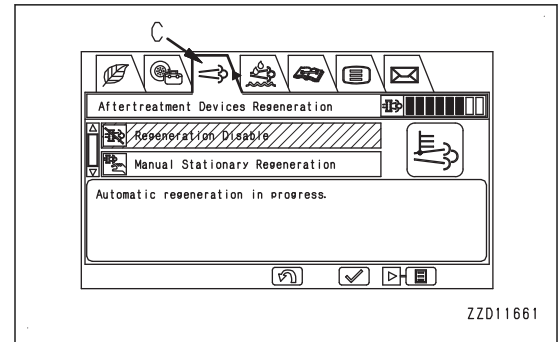 C
Aftertreatment Devices Regeneration
Regeneration Disable
Manual Stationary Regeneration
Automatic regeneration in progress.
ZZD11661